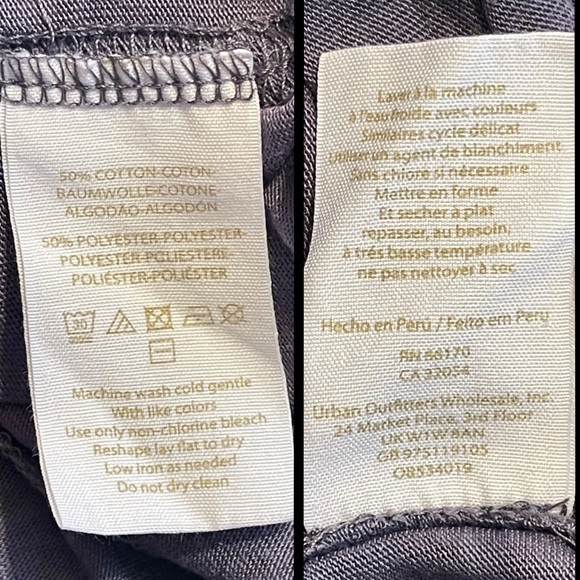 50% COTTON-COTON-
BAUMWOLLE-COTONE
ALGODÃO-ALGODÓN
50% POLYESTER-POLYESTER-
POLYESTER-POLIESTERE-
POLIÉSTER-POLIÉSTER
30
Machine wash cold gentle
With like colors
Use only non-chlorine bleach
Reshape lay flat to dry
Low iron as needed
Do not dry clean
Laver à la machine
à l'eau froide avec couleurs
Similaires cycle délicat
Utiliser un agent de blanchiment
Sans chlore si nécessaire
Mettre en forme
Et sécher à plat
repasser, au besoin,
à très basse température
ne pas nettoyer à sec
Hecho en Perú / Feito em Peru
RN 66170
CA 32054
Urban Outfitters Wholesale, Inc.
24 Market Place, 3rd Floor
UK W1W 8AN
GB 975119105
OB534019